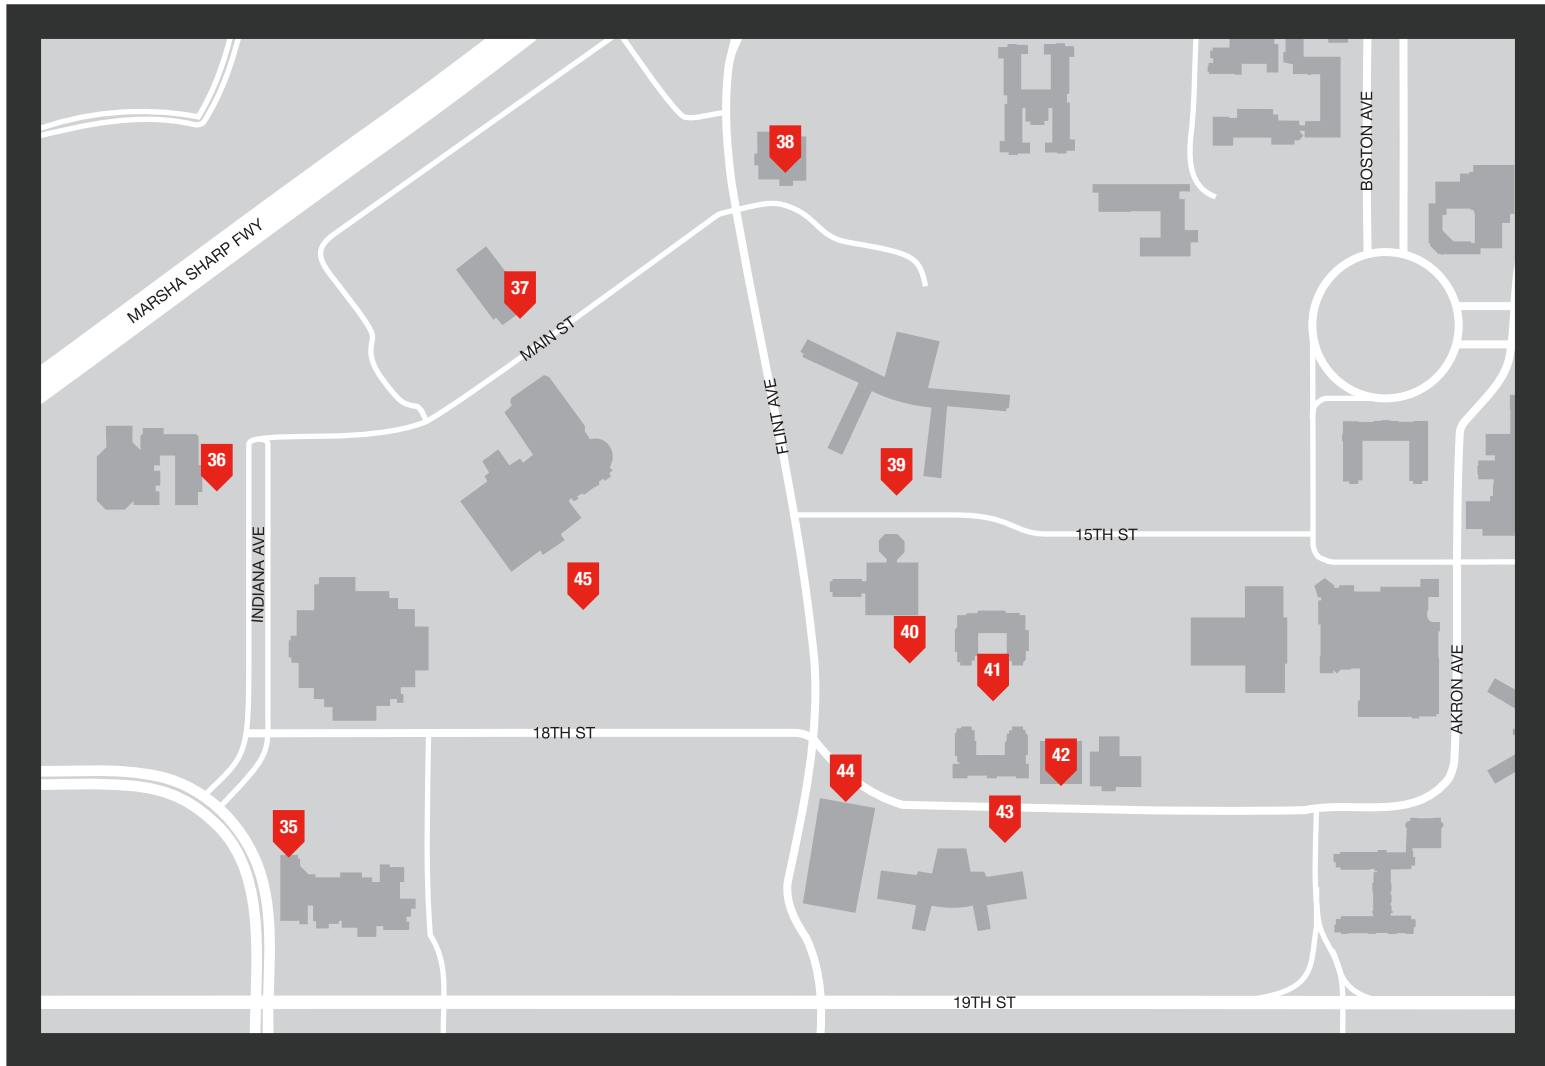 BOSTON AVE
38
MARSHA SHARP FWY
37
MAIN ST
FLINT AVE
36
39
INDIANA AVE
15TH ST
45
40
41
AKRON AVE
18TH ST
42
44
43
35
19TH ST